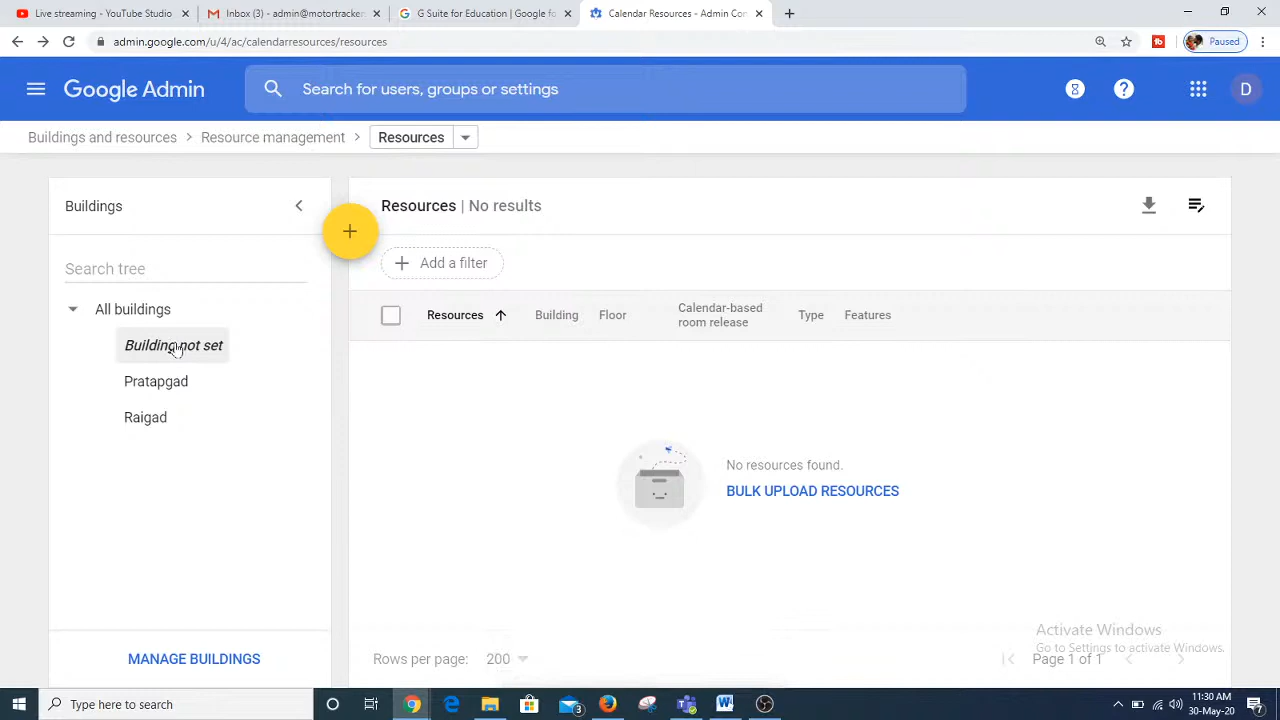 Live streaming - YouTube Studio
Inbox (3) - admin@motortracker
G Suite for Education | Google fo
Calendar Resources - Admin Con
admin.google.com/u/4/ac/calendarresources/resources
Paused
Google Admin
Search for users, groups or settings
D
Buildings and resources
Resource management
Resources
Buildings
Resources | No results
Add a filter
Search tree
All buildings
Resources
Building
Floor
Calendar-based
room release
Type
Features
Building not set
Pratapgad
Raigad
No resources found.
BULK UPLOAD RESOURCES
Activate Windows
Go to Settings to activate Windows.
MANAGE BUILDINGS
Rows per page:
200
Page 1 of 1
Type here to search
3
11:30 AM
30-May-20